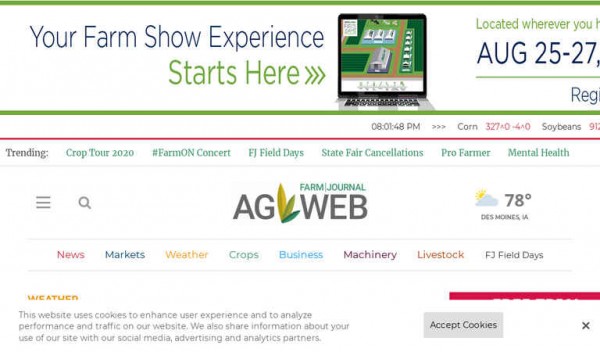 Your Farm Show Experience
Starts Here >>>
Located wherever you h
AUG 25-27,
Regi
08:01:48 PM >>> Corn 327^0 -4^0 Soybeans 912
Trending: Crop Tour 2020 #FarmON Concert FJ Field Days State Fair Cancellations Pro Farmer Mental Health
FARM|JOURNAL
AG WEB
78°
DES MOINES, IA
News Markets Weather Crops Business Machinery Livestock FJ Field Days
WEATHER
This website uses cookies to enhance user experience and to analyze
performance and traffic on our website. We also share information about your
use of our site with our social media, advertising and analytics partners.
Accept Cookies